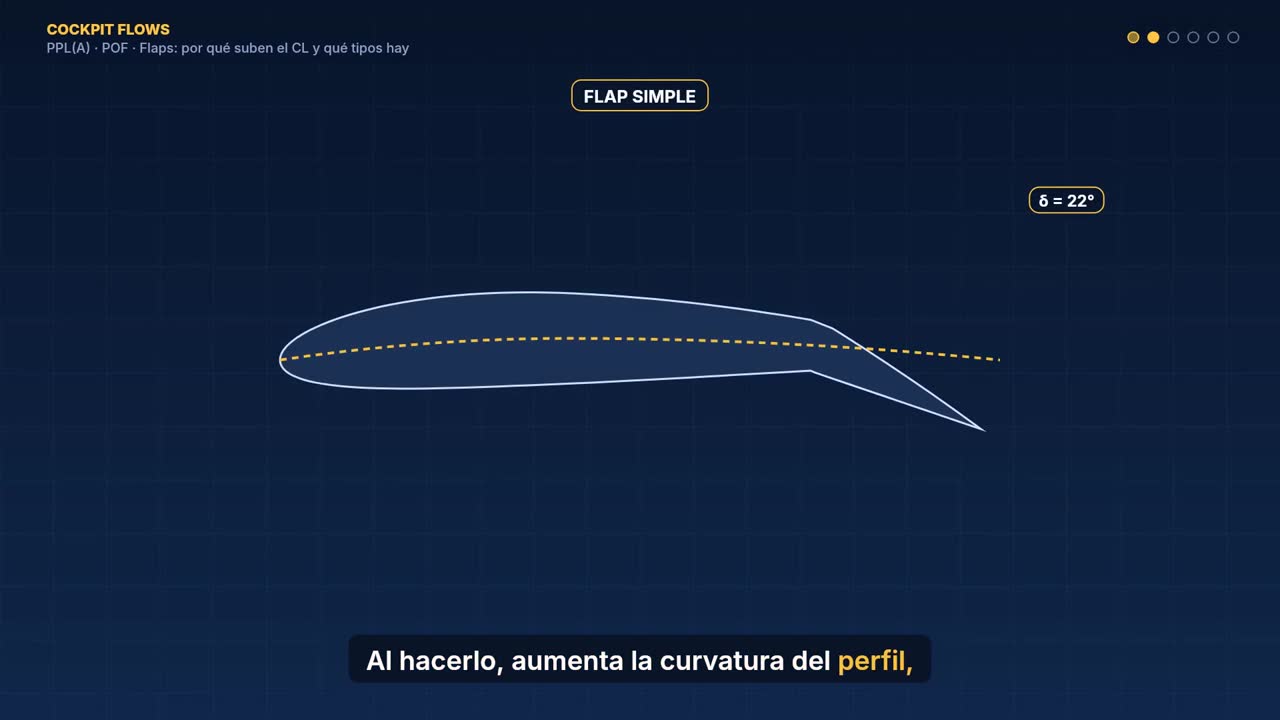 COCKPIT FLOWS
PPL(A) · POF · Flaps: por qué suben el CL y qué tipos hay
FLAP SIMPLE
δ = 22°
Al hacerlo, aumenta la curvatura del perfil,